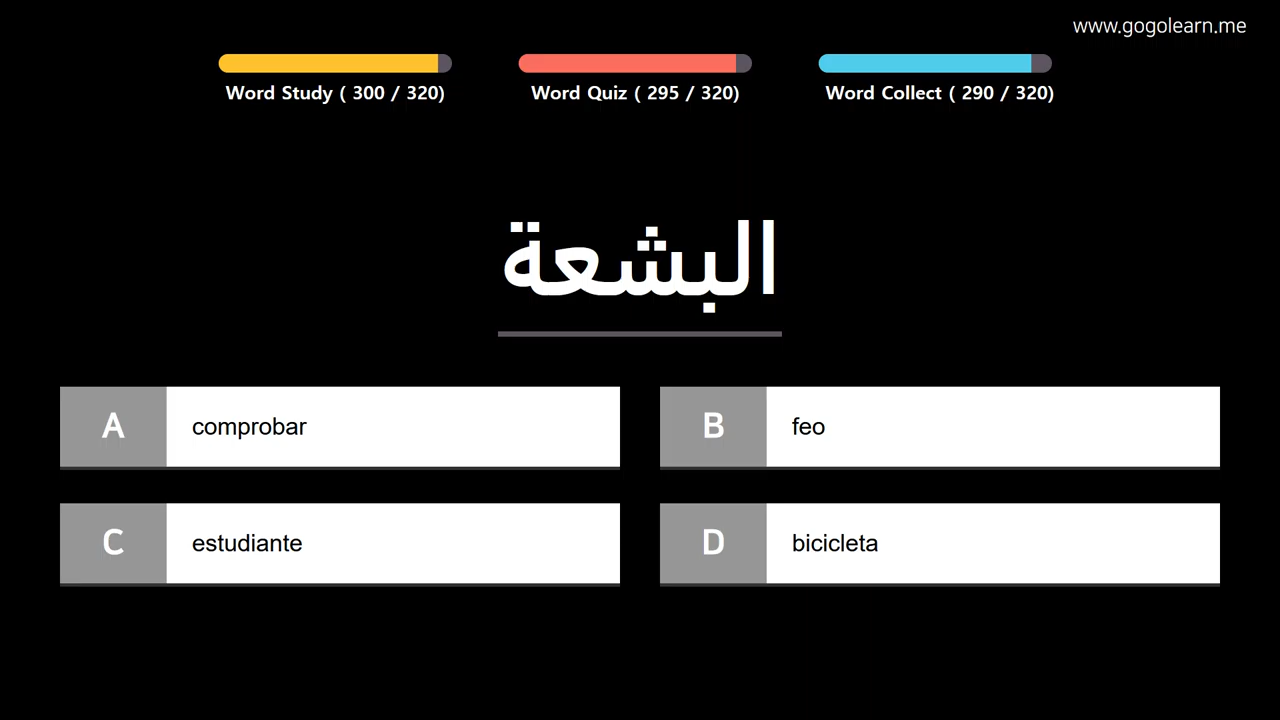 www.gogolearn.me
Word Study ( 300 / 320)
Word Quiz ( 295 / 320)
Word Collect ( 290 / 320)
البشعة
A
comprobar
B
feo
C
estudiante
D
bicicleta